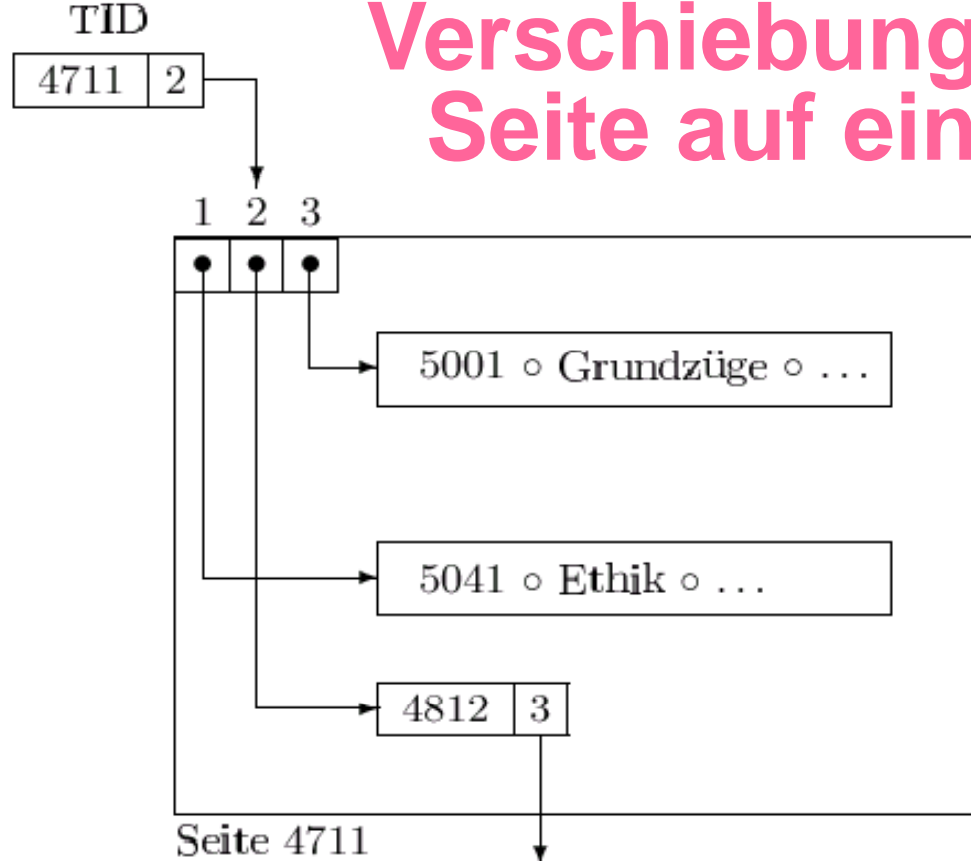 TID
Verschiebung
Seite auf ein
4711 2
1 2 3
5001 ∘ Grundzüge ∘ ...
5041 ∘ Ethik ∘ ...
4812 3
Seite 4711